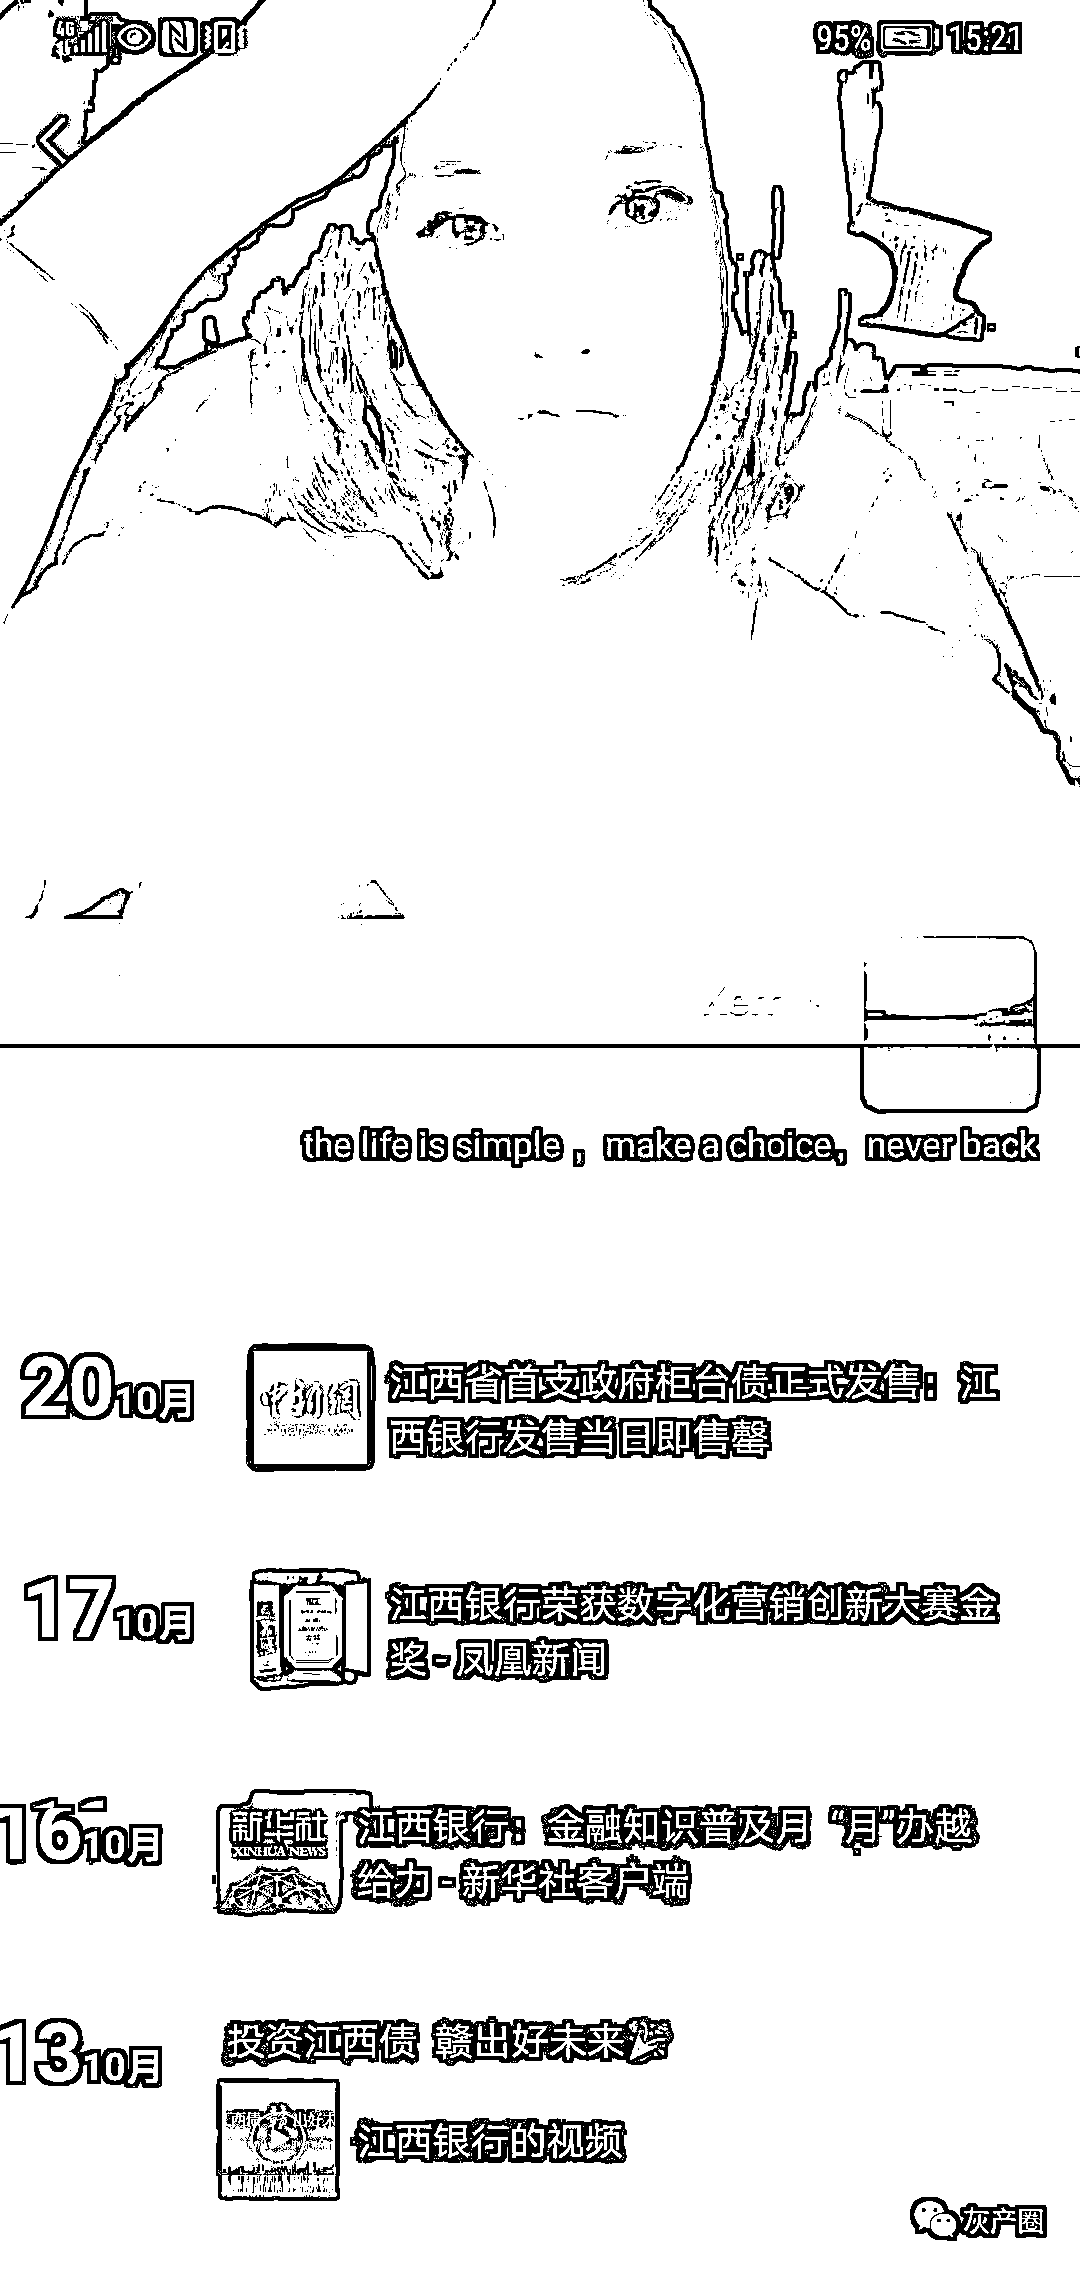 95% 15:21
the life is simple ，make a choice，never back
20 10月
中新網
江西省首支政府柜台债正式发售：江
西银行发售当日即售罄
17 10月
江西银行荣获数字化营销创新大赛金
奖 - 凤凰新闻
16 10月
新华社
XINHUA NEWS
江西银行：金融知识普及月 “月”办越
给力 - 新华社客户端
13 10月
投资江西债 赣出好未来
江西银行的视频
灰产圈